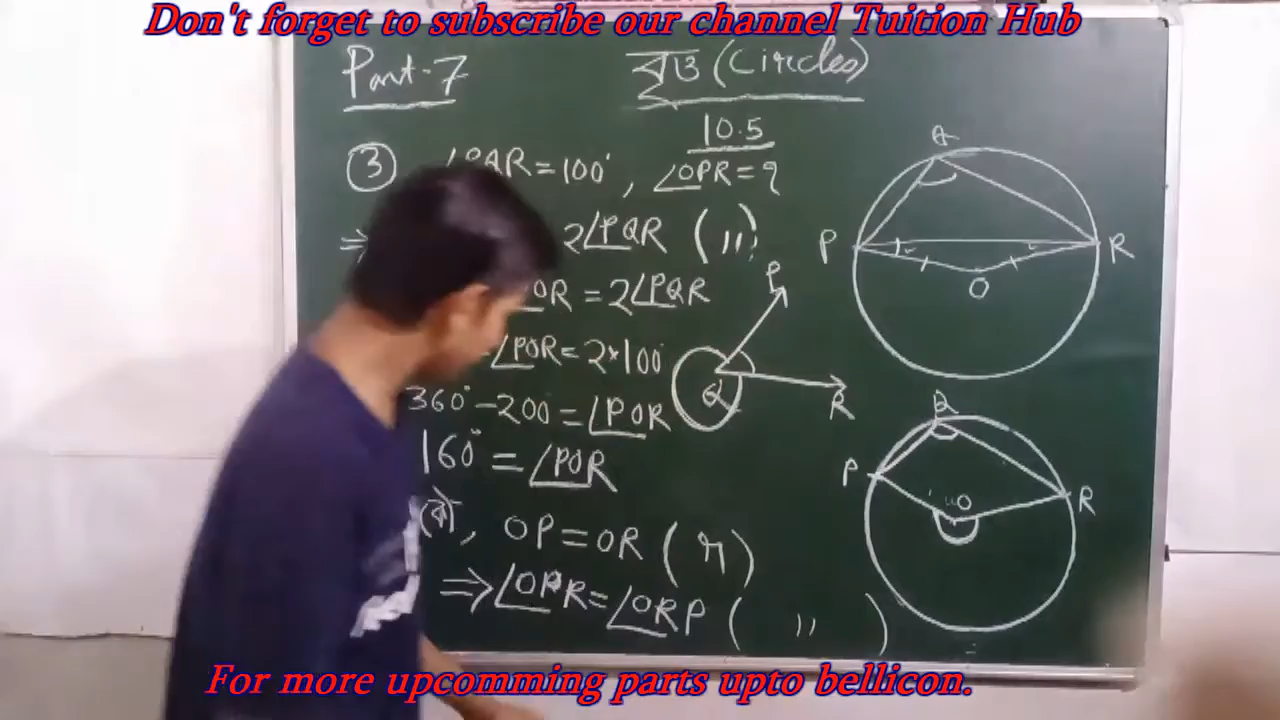 Don't forget to subscribe our channel Tuition Hub
Part-7
বৃত্ত (Circles)
10.5
③ ∠PQR = 100°, ∠OPR = ?
⇒ 2∠PQR (〃)
OR = 2∠PQR
∠POR = 2×100°
360° - 200 = ∠POR
160° = ∠POR
, OP = OR ( )
⇒ ∠OPR = ∠ORP ( 〃 )
Q
P
R
O
P
Q
R
Q
P
R
O
For more upcomming parts upto bellicon.